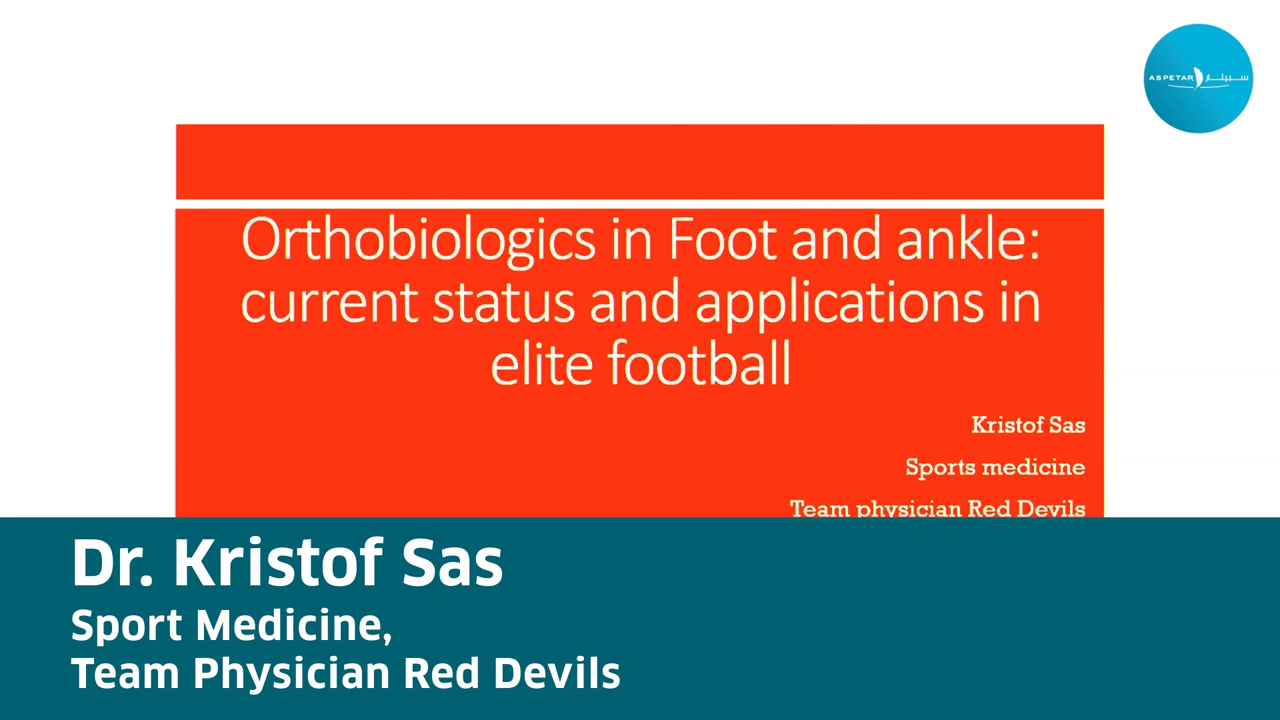 ASPETAR سبيتار
Orthobiologics in Foot and ankle:
current status and applications in
elite football
Kristof Sas
Sports medicine
Team physician Red Devils
Dr. Kristof Sas
Sport Medicine,
Team Physician Red Devils